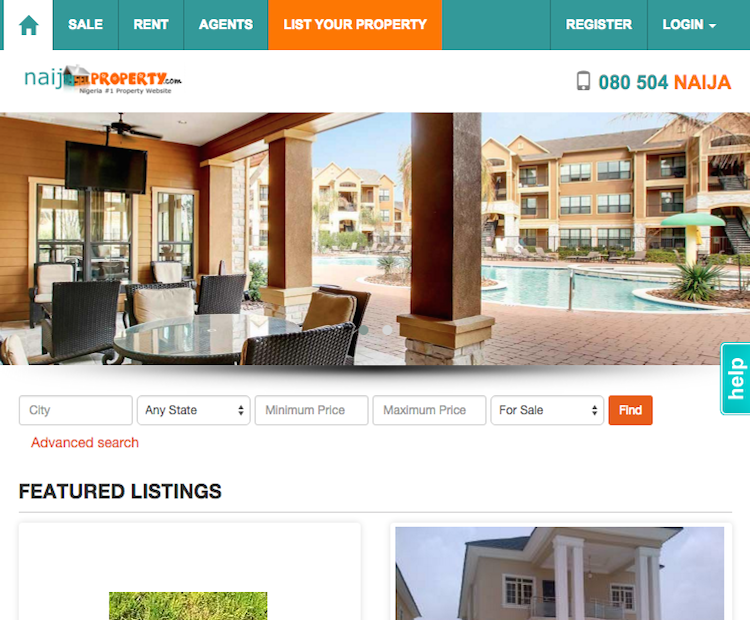 SALE RENT AGENTS LIST YOUR PROPERTY REGISTER LOGIN
naijaPROPERTY.com
Nigeria #1 Property Website
080 504 NAIJA
help
City Any State Minimum Price Maximum Price For Sale Find
Advanced search
FEATURED LISTINGS